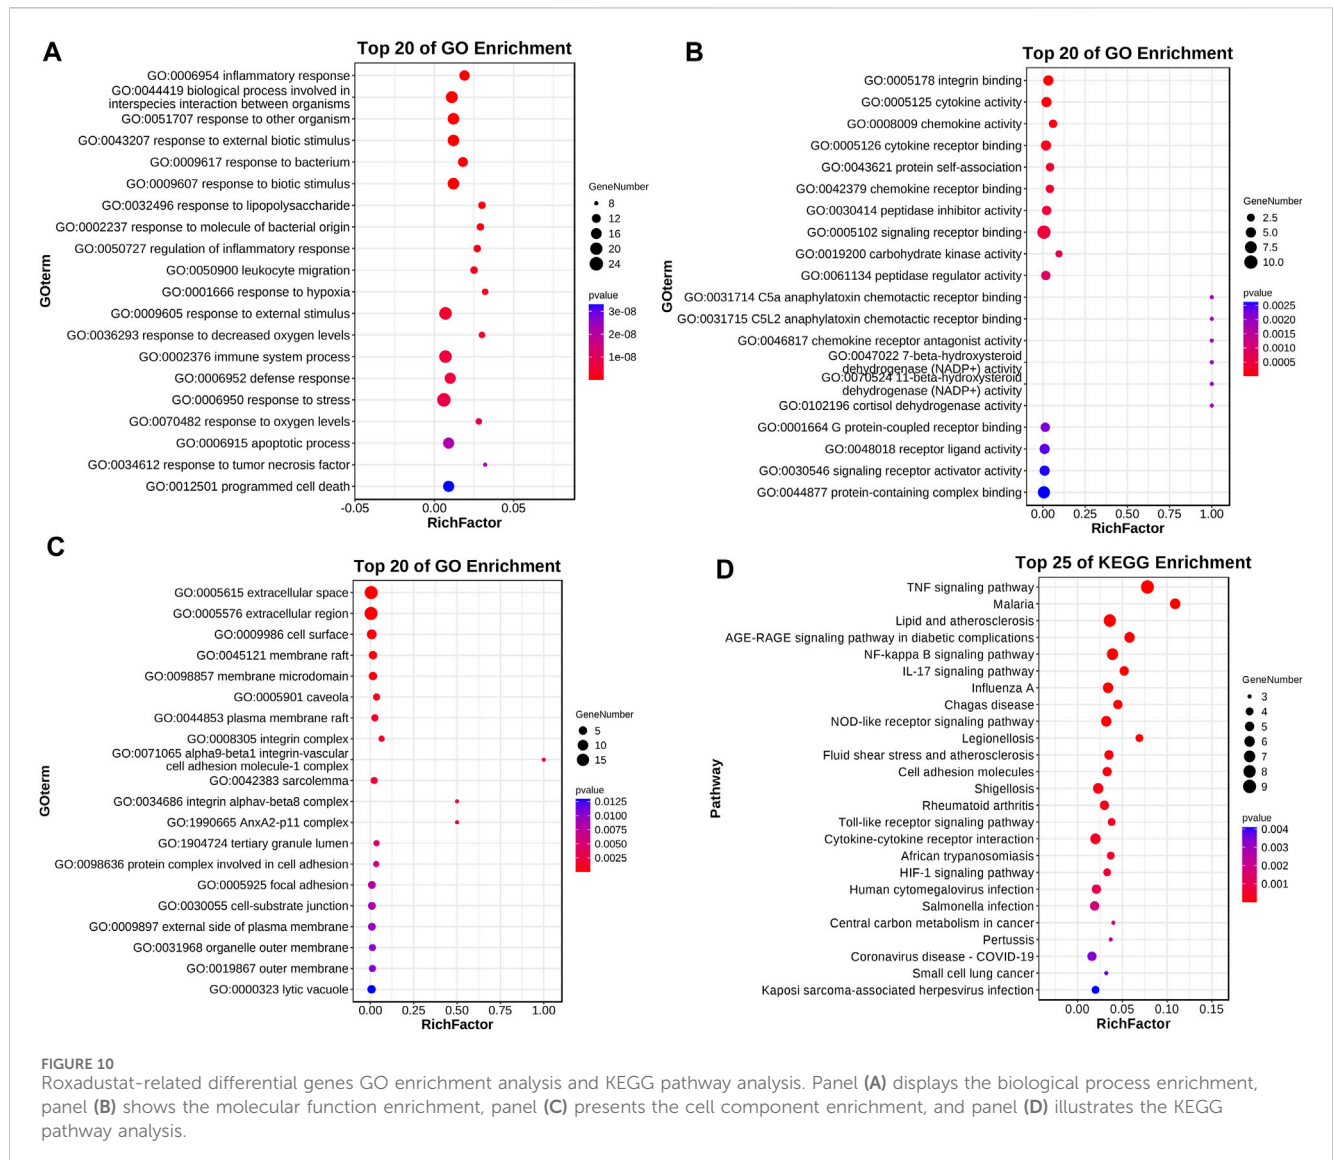 A
Top 20 of GO Enrichment
GO:0006954 inflammatory response
GO:0044419 biological process involved in
interspecies interaction between organisms
GO:0051707 response to other organism
GO:0043207 response to external biotic stimulus
GO:0009617 response to bacterium
GO:0009607 response to biotic stimulus
GO:0032496 response to lipopolysaccharide
GO:0002237 response to molecule of bacterial origin
GO:0050727 regulation of inflammatory response
GO:0050900 leukocyte migration
GO:0001666 response to hypoxia
GO:0009605 response to external stimulus
GO:0036293 response to decreased oxygen levels
GO:0002376 immune system process
GO:0006952 defense response
GO:0006950 response to stress
GO:0070482 response to oxygen levels
GO:0006915 apoptotic process
GO:0034612 response to tumor necrosis factor
GO:0012501 programmed cell death
GOterm
-0.05 0.00 0.05
RichFactor
GeneNumber
8
12
16
20
24
pvalue
3e-08
2e-08
1e-08
B
Top 20 of GO Enrichment
GO:0005178 integrin binding
GO:0005125 cytokine activity
GO:0008009 chemokine activity
GO:0005126 cytokine receptor binding
GO:0043621 protein self-association
GO:0042379 chemokine receptor binding
GO:0030414 peptidase inhibitor activity
GO:0005102 signaling receptor binding
GO:0019200 carbohydrate kinase activity
GO:0061134 peptidase regulator activity
GO:0031714 C5a anaphylatoxin chemotactic receptor binding
GO:0031715 C5L2 anaphylatoxin chemotactic receptor binding
GO:0046817 chemokine receptor antagonist activity
GO:0047022 7-beta-hydroxysteroid
dehydrogenase (NADP+) activity
GO:0070524 11-beta-hydroxysteroid
dehydrogenase (NADP+) activity
GO:0102196 cortisol dehydrogenase activity
GO:0001664 G protein-coupled receptor binding
GO:0048018 receptor ligand activity
GO:0030546 signaling receptor activator activity
GO:0044877 protein-containing complex binding
GOterm
0.00 0.25 0.50 0.75 1.00
RichFactor
GeneNumber
2.5
5.0
7.5
10.0
pvalue
0.0025
0.0020
0.0015
0.0010
0.0005
C
Top 20 of GO Enrichment
GO:0005615 extracellular space
GO:0005576 extracellular region
GO:0009986 cell surface
GO:0045121 membrane raft
GO:0098857 membrane microdomain
GO:0005901 caveola
GO:0044853 plasma membrane raft
GO:0008305 integrin complex
GO:0071065 alpha9-beta1 integrin-vascular
cell adhesion molecule-1 complex
GO:0042383 sarcolemma
GO:0034686 integrin alphav-beta8 complex
GO:1990665 AnxA2-p11 complex
GO:1904724 tertiary granule lumen
GO:0098636 protein complex involved in cell adhesion
GO:0005925 focal adhesion
GO:0030055 cell-substrate junction
GO:0009897 external side of plasma membrane
GO:0031968 organelle outer membrane
GO:0019867 outer membrane
GO:0000323 lytic vacuole
GOterm
0.00 0.25 0.50 0.75 1.00
RichFactor
GeneNumber
5
10
15
pvalue
0.0125
0.0100
0.0075
0.0050
0.0025
D
Top 25 of KEGG Enrichment
TNF signaling pathway
Malaria
Lipid and atherosclerosis
AGE-RAGE signaling pathway in diabetic complications
NF-kappa B signaling pathway
IL-17 signaling pathway
Influenza A
Chagas disease
NOD-like receptor signaling pathway
Legionellosis
Fluid shear stress and atherosclerosis
Cell adhesion molecules
Shigellosis
Rheumatoid arthritis
Toll-like receptor signaling pathway
Cytokine-cytokine receptor interaction
African trypanosomiasis
HIF-1 signaling pathway
Human cytomegalovirus infection
Salmonella infection
Central carbon metabolism in cancer
Pertussis
Coronavirus disease - COVID-19
Small cell lung cancer
Kaposi sarcoma-associated herpesvirus infection
Pathway
0.00 0.05 0.10 0.15
RichFactor
GeneNumber
3
4
5
6
7
8
9
pvalue
0.004
0.003
0.002
0.001
FIGURE 10
Roxadustat-related differential genes GO enrichment analysis and KEGG pathway analysis. Panel (A) displays the biological process enrichment,
panel (B) shows the molecular function enrichment, panel (C) presents the cell component enrichment, and panel (D) illustrates the KEGG
pathway analysis.